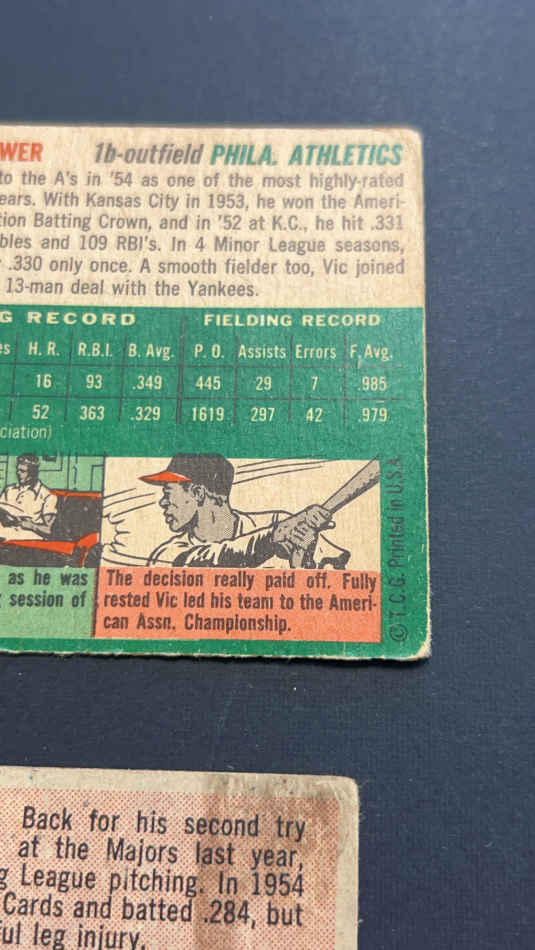 WER 1b-outfield PHILA. ATHLETICS
to the A's in '54 as one of the most highly-rated
ears. With Kansas City in 1953, he won the Ameri-
tion Batting Crown, and in '52 at K.C., he hit .331
bles and 109 RBI's. In 4 Minor League seasons,
.330 only once. A smooth fielder too, Vic joined
13-man deal with the Yankees.
G RECORD FIELDING RECORD
es H. R. R.B.I. B. Avg. P. O. Assists Errors F. Avg.
16 93 .349 445 29 7 .985
52 363 .329 1619 297 42 .979
ciation)
as he was
session of
The decision really paid off. Fully
rested Vic led his team to the Ameri-
can Assn. Championship.
© T.C.G. Printed in U.S.A
Back for his second try
at the Majors last year,
g League pitching. In 1954
Cards and batted .284, but
ful leg injury.